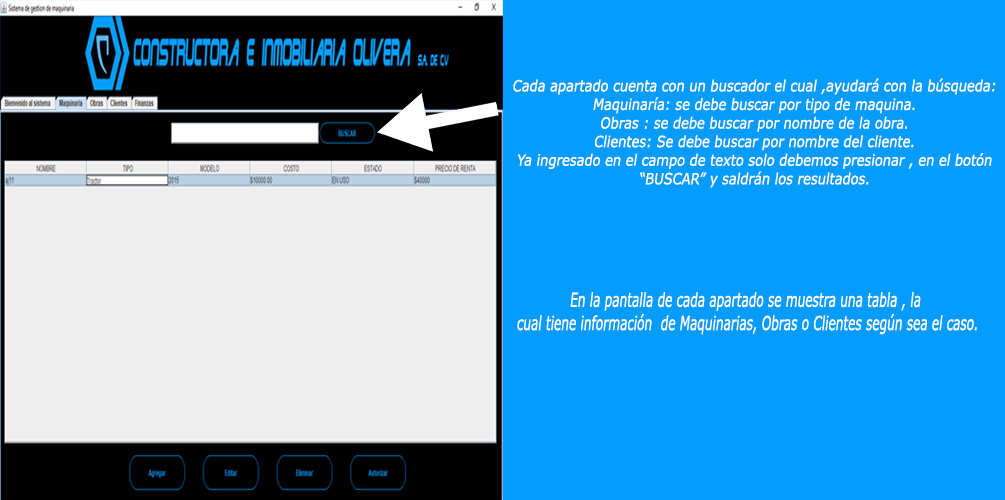 Sistema de gestion de maquinaria
CONSTRUCTORA E INMOBILIARIA OLIVERA S.A. DE CV
Bienvenido al sistema Maquinaria Obras Clientes Finanzas
BUSCAR
NOMBRE TIPO MODELO COSTO ESTADO PRECIO DE RENTA
Tractor 2015 $10000.00 EN USO $40000
Agregar Editar Eliminar Autorizar
Cada apartado cuenta con un buscador el cual ,ayudará con la búsqueda:
Maquinaría: se debe buscar por tipo de maquina.
Obras : se debe buscar por nombre de la obra.
Clientes: Se debe buscar por nombre del cliente.
Ya ingresado en el campo de texto solo debemos presionar , en el botón
“BUSCAR” y saldrán los resultados.
En la pantalla de cada apartado se muestra una tabla , la
cual tiene información de Maquinarias, Obras o Clientes según sea el caso.